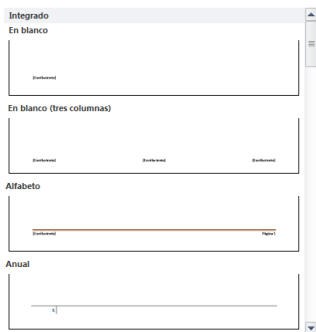 Integrado
En blanco
[Escriba texto]
En blanco (tres columnas)
[Escriba texto] [Escriba texto] [Escriba texto]
Alfabeto
[Escriba texto] Página 1
Anual